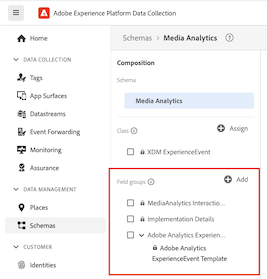 Adobe Experience Platform Data Collection
Home
DATA COLLECTION
Tags
App Surfaces
Datastreams
Event Forwarding
Monitoring
Assurance
DATA MANAGEMENT
Places
Schemas
CUSTOMER
Identities
Schemas > Media Analytics
Composition
Schema
Media Analytics
Class
Assign
XDM ExperienceEvent
Field groups
Add
MediaAnalytics Interactio...
Implementation Details
Adobe Analytics Experien...
Adobe Analytics
ExperienceEvent Template